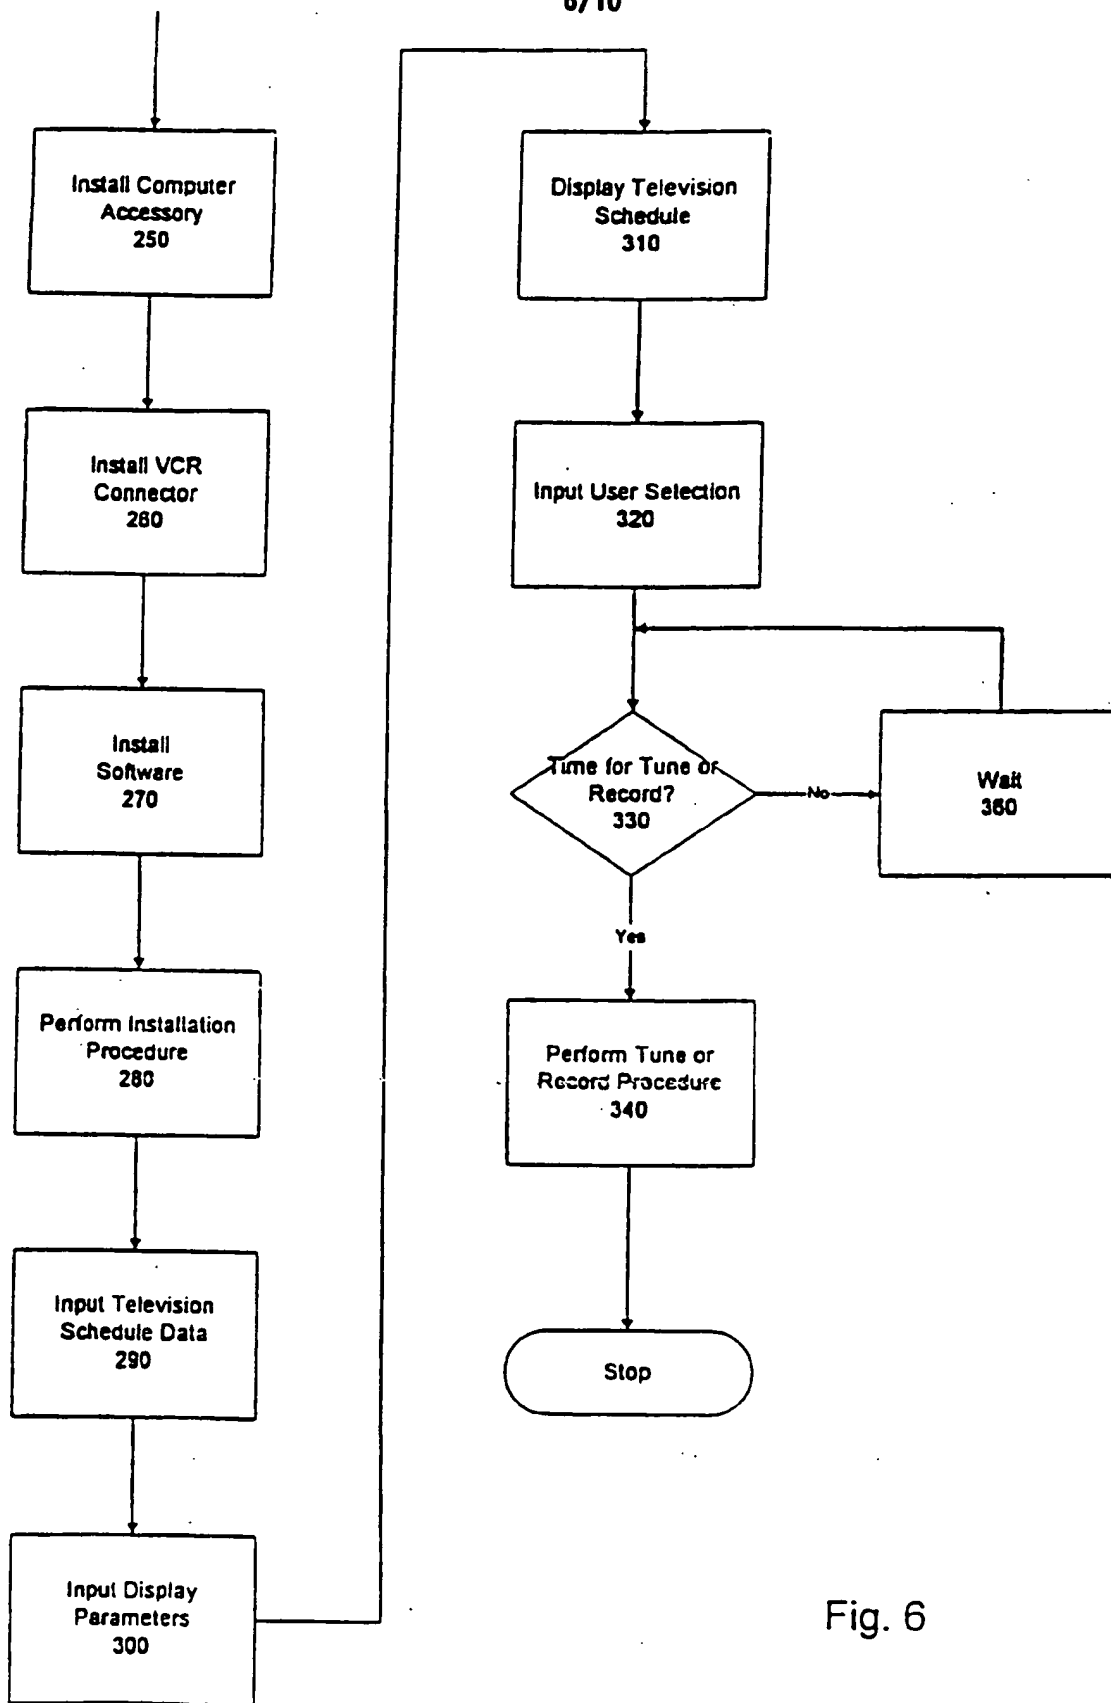 6/10
Install Computer
Accessory
250
Install VCR
Connector
260
Install
Software
270
Perform Installation
Procedure
280
Input Television
Schedule Data
290
Input Display
Parameters
300
Display Television
Schedule
310
Input User Selection
320
Time for Tune or
Record?
330
No
Wait
350
Yes
Perform Tune or
Record Procedure
340
Stop
Fig. 6